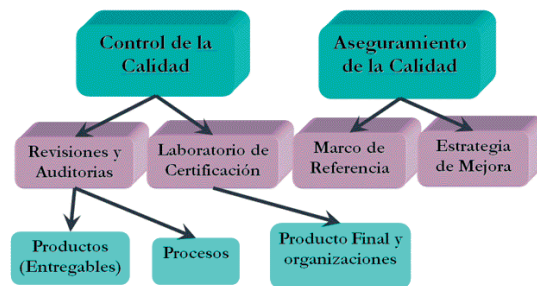 Control de la
Calidad
Aseguramiento
de la Calidad
Revisiones y
Auditorias
Laboratorio de
Certificación
Marco de
Referencia
Estrategia
de Mejora
Productos
(Entregables)
Procesos
Producto Final y
organizaciones